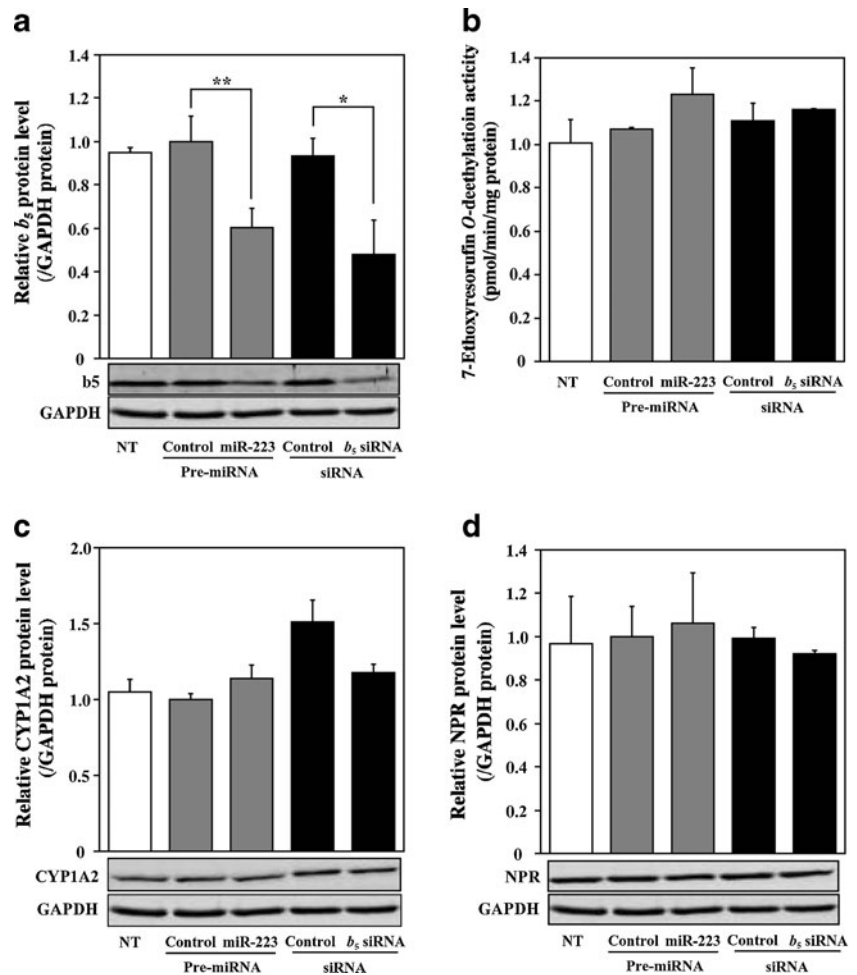 a
Relative b5 protein level
(/GAPDH protein)
1.4
1.2
1.0
0.8
0.6
0.4
0.2
0
**
*
b5
GAPDH
NT
Control miR-223
Control b5 siRNA
Pre-miRNA
siRNA
b
7-Ethoxyresorufin O-deethylatioin acticity
(pmol/min/mg protein)
1.4
1.2
1.0
0.8
0.6
0.4
0.2
0
NT
Control miR-223
Control b5 siRNA
Pre-miRNA
siRNA
c
Relative CYP1A2 protein level
(/GAPDH protein)
2.0
1.5
1.0
0.5
0
CYP1A2
GAPDH
NT
Control miR-223
Control b5 siRNA
Pre-miRNA
siRNA
d
Relative NPR protein level
(/GAPDH protein)
1.4
1.2
1.0
0.8
0.6
0.4
0.2
0
NPR
GAPDH
NT
Control miR-223
Control b5 siRNA
Pre-miRNA
siRNA